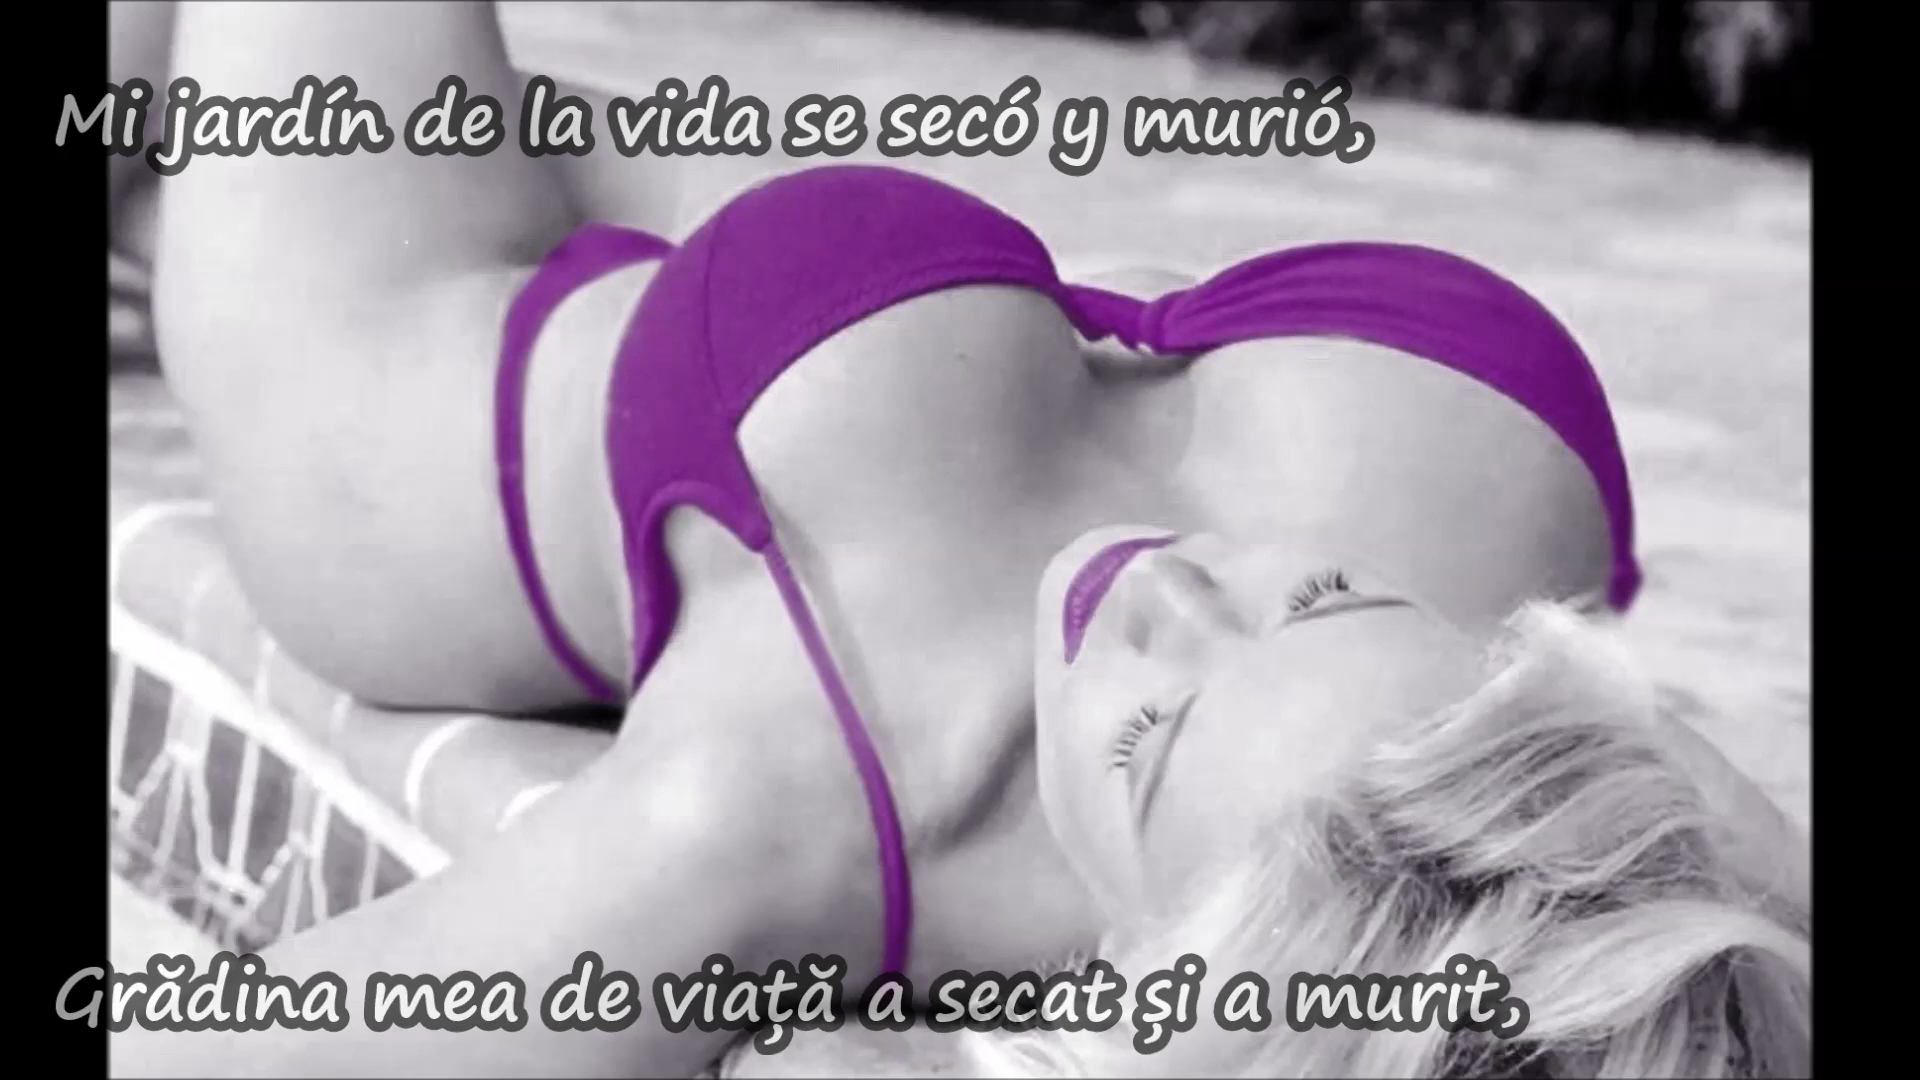 Mi jardín de la vida se secó y murió,
Grădina mea de viață a secat și a murit,